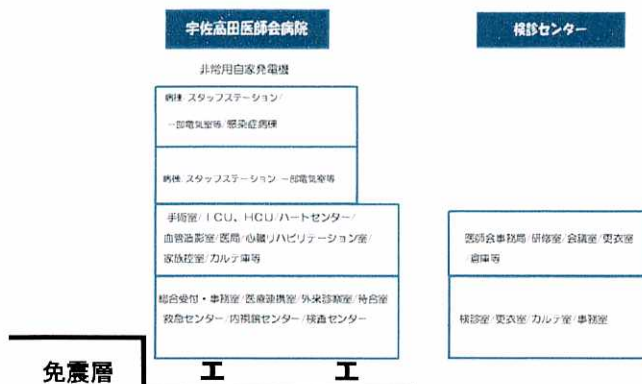 宇佐高田医師会病院
検診センター
非常用自家発電機
病棟 スタッフステーション/
一部電気室等/感染症病棟
病棟 スタッフステーション 一部電気室等
手術室/ICU、HCU/ハートセンター/
血管造影室/医局/心臓リハビリテーション室/
家族控室/カルテ庫等
医師会事務局/研修室/会議室/更衣室
/倉庫等
総合受付・事務室/医療連携室/外来診察室/待合室
救急センター/内視鏡センター/検査センター
検診室/更衣室/カルテ室/事務室
免震層